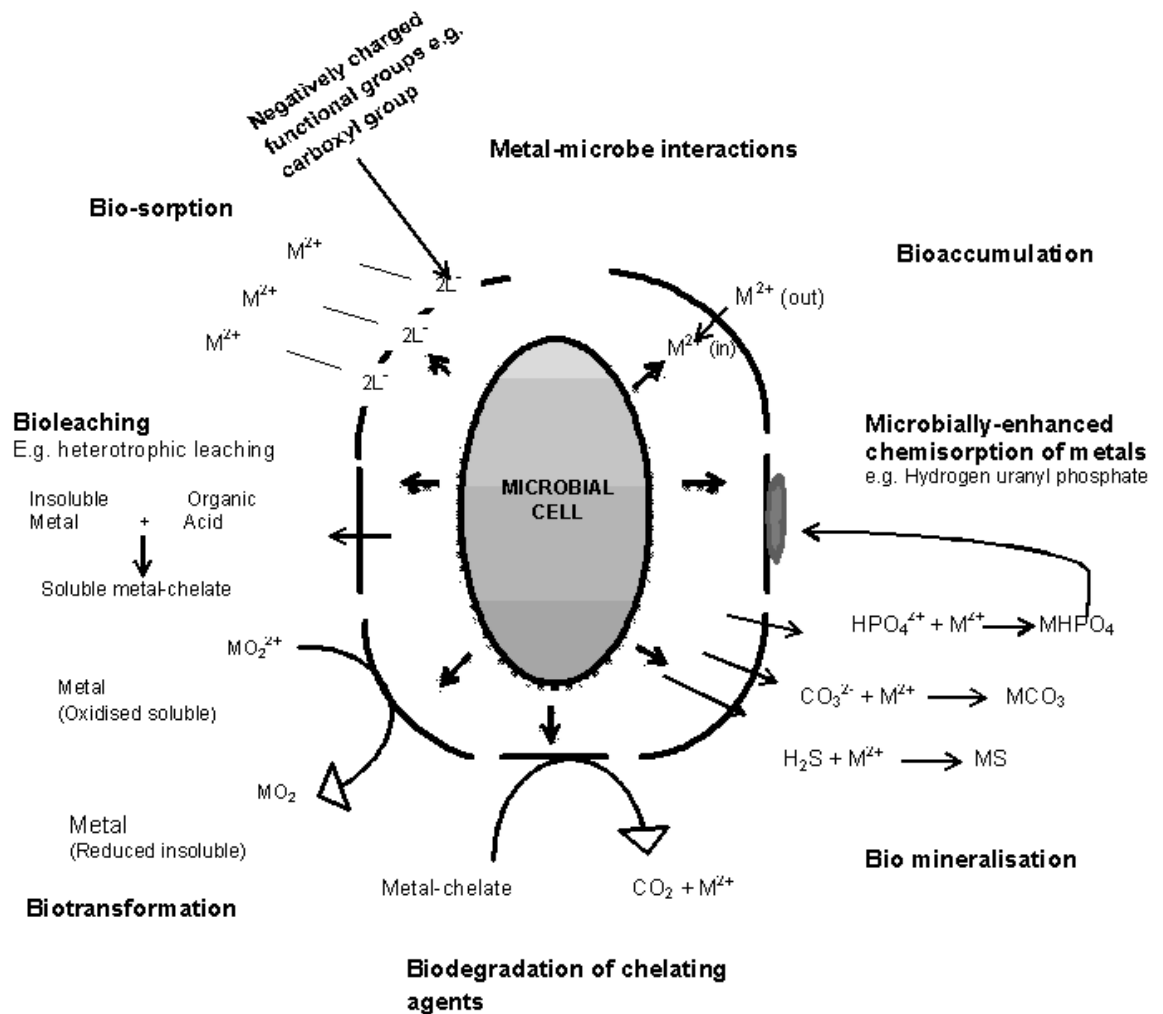 Negatively charged
functional groups e.g.
carboxyl group
Metal-microbe interactions
Bio-sorption
M²⁺
M²⁺
M²⁺
2L⁻
2L⁻
2L⁻
Bioaccumulation
M²⁺ (out)
M²⁺ (in)
Bioleaching
E.g. heterotrophic leaching
Insoluble Organic
Metal + Acid
Soluble metal-chelate
MICROBIAL
CELL
Microbially-enhanced
chemisorption of metals
e.g. Hydrogen uranyl phosphate
HPO₄²⁺ + M²⁺ MHPO₄
CO₃²⁻ + M²⁺ MCO₃
H₂S + M²⁺ MS
Bio mineralisation
MO₂²⁺
Metal
(Oxidised soluble)
MO₂
Metal
(Reduced insoluble)
Biotransformation
Metal-chelate
CO₂ + M²⁺
Biodegradation of chelating
agents